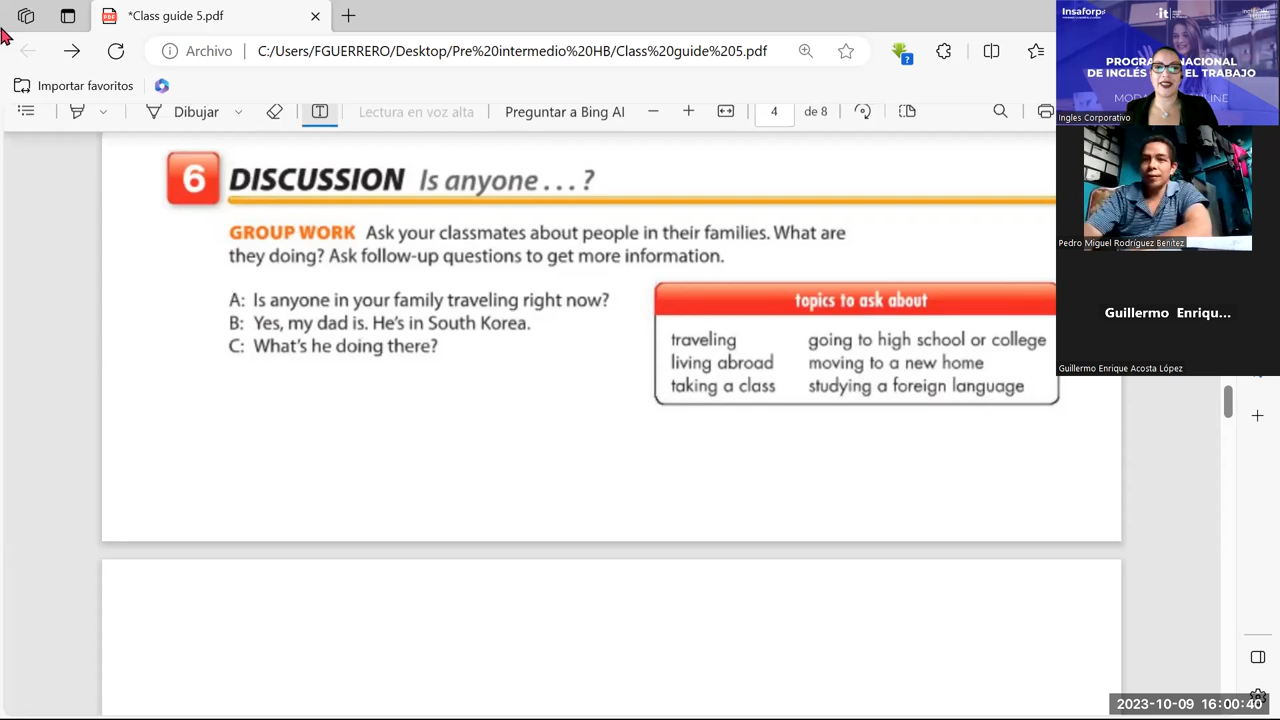 *Class guide 5.pdf
Archivo C:/Users/FGUERRERO/Desktop/Pre%20intermedio%20HB/Class%20guide%205.pdf
Importar favoritos
Dibujar Lectura en voz alta Preguntar a Bing AI 4 de 8
6 DISCUSSION Is anyone . . . ?
GROUP WORK Ask your classmates about people in their families. What are
they doing? Ask follow-up questions to get more information.
A: Is anyone in your family traveling right now?
B: Yes, my dad is. He's in South Korea.
C: What's he doing there?
topics to ask about
traveling going to high school or college
living abroad moving to a new home
taking a class studying a foreign language
Insaforp
·it
DE INGLÉS EL TRABAJO
Ingles Corporativo
Pedro Miguel Rodríguez Benítez
Guillermo Enriqu...
Guillermo Enrique Acosta López
2023-10-09 16:00:40